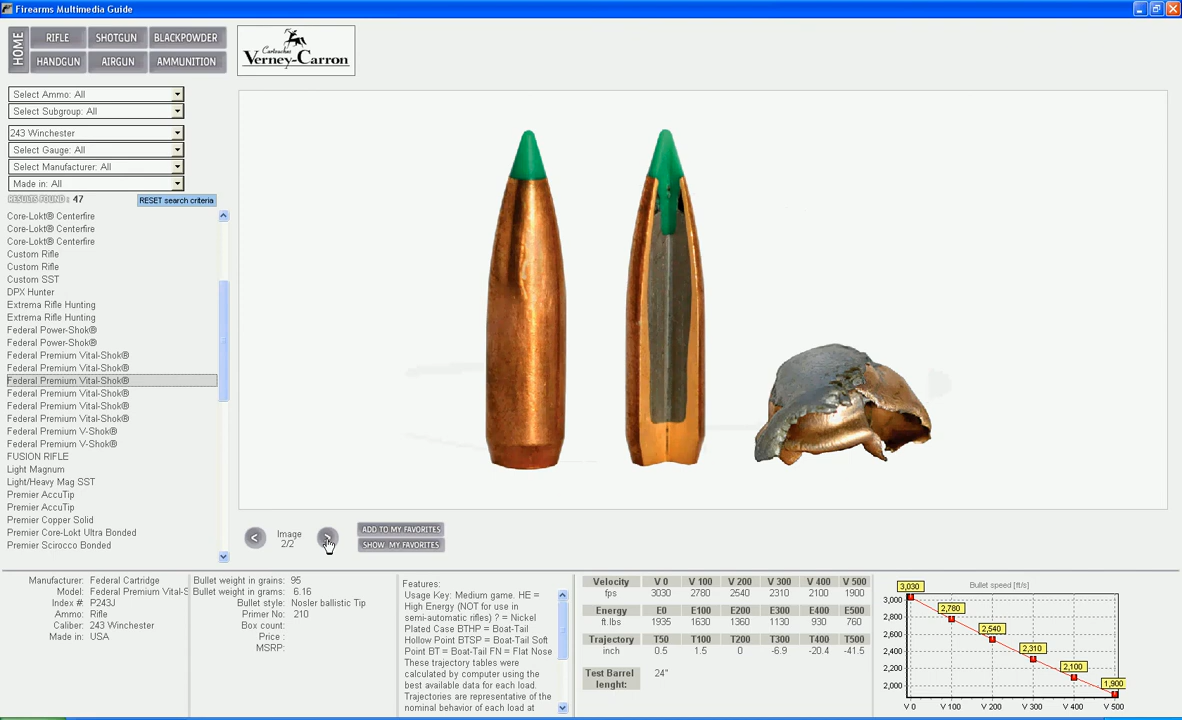 Firearms Multimedia Guide
HOME
RIFLE SHOTGUN BLACKPOWDER
HANDGUN AIRGUN AMMUNITION
Cartouches
Verney-Carron
Select Ammo: All
Select Subgroup: All
243 Winchester
Select Gauge: All
Select Manufacturer: All
Made in: All
RESULTS FOUND : 47
RESET search criteria
Core-Lokt® Centerfire
Core-Lokt® Centerfire
Core-Lokt® Centerfire
Custom Rifle
Custom Rifle
Custom SST
DPX Hunter
Extrema Rifle Hunting
Extrema Rifle Hunting
Federal Power-Shok®
Federal Power-Shok®
Federal Premium Vital-Shok®
Federal Premium Vital-Shok®
Federal Premium Vital-Shok®
Federal Premium Vital-Shok®
Federal Premium Vital-Shok®
Federal Premium Vital-Shok®
Federal Premium V-Shok®
Federal Premium V-Shok®
FUSION RIFLE
Light Magnum
Light/Heavy Mag SST
Premier AccuTip
Premier AccuTip
Premier Copper Solid
Premier Core-Lokt Ultra Bonded
Premier Scirocco Bonded
< Image >
2/2
ADD TO MY FAVORITES
SHOW MY FAVORITES
Manufacturer: Federal Cartridge
Model: Federal Premium Vital-S
Index #: P243J
Ammo: Rifle
Caliber: 243 Winchester
Made in: USA
Bullet weight in grains: 95
Bullet weight in grams: 6.16
Bullet style: Nosler ballistic Tip
Primer No: 210
Box count:
Price :
MSRP:
Features:
Usage Key: Medium game. HE =
High Energy (NOT for use in
semi-automatic rifles) ? = Nickel
Plated Case BTHP = Boat-Tail
Hollow Point BTSP = Boat-Tail Soft
Point BT = Boat-Tail FN = Flat Nose
These trajectory tables were
calculated by computer using the
best available data for each load.
Trajectories are representative of the
nominal behavior of each load at
Velocity V 0 V 100 V 200 V 300 V 400 V 500
fps 3030 2780 2540 2310 2100 1900
Energy E0 E100 E200 E300 E400 E500
ft.lbs 1935 1630 1360 1130 930 760
Trajectory T50 T100 T200 T300 T400 T500
inch 0.5 1.5 0 -6.9 -20.4 -41.5
Test Barrel
lenght:
24"
Bullet speed [ft/s]
3,000
2,800
2,600
2,400
2,200
2,000
3,030
2,780
2,540
2,310
2,100
1,900
V 0 V 100 V 200 V 300 V 400 V 500